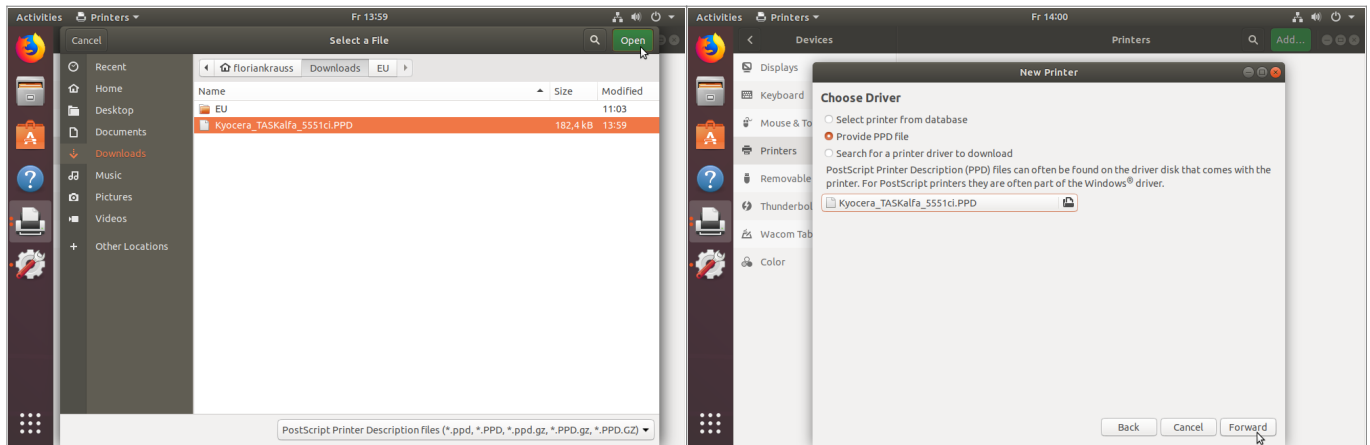 Activities Printers Fr 13:59
Cancel Select a File Open
Recent
Home
Desktop
Documents
Downloads
Music
Pictures
Videos
Other Locations
floriankrauss Downloads EU
Name Size Modified
EU 11:03
Kyocera_TASKalfa_5551ci.PPD 182,4 kB 13:59
PostScript Printer Description files (*.ppd, *.PPD, *.ppd.gz, *.PPD.gz, *.PPD.GZ)
Activities Printers Fr 14:00
Devices Printers Add...
Displays
Keyboard
Mouse & To
Printers
Removable
Thunderbol
Wacom Tab
Color
New Printer
Choose Driver
Select printer from database
Provide PPD file
Search for a printer driver to download
PostScript Printer Description (PPD) files can often be found on the driver disk that comes with the
printer. For PostScript printers they are often part of the Windows® driver.
Kyocera_TASKalfa_5551ci.PPD
Back Cancel Forward